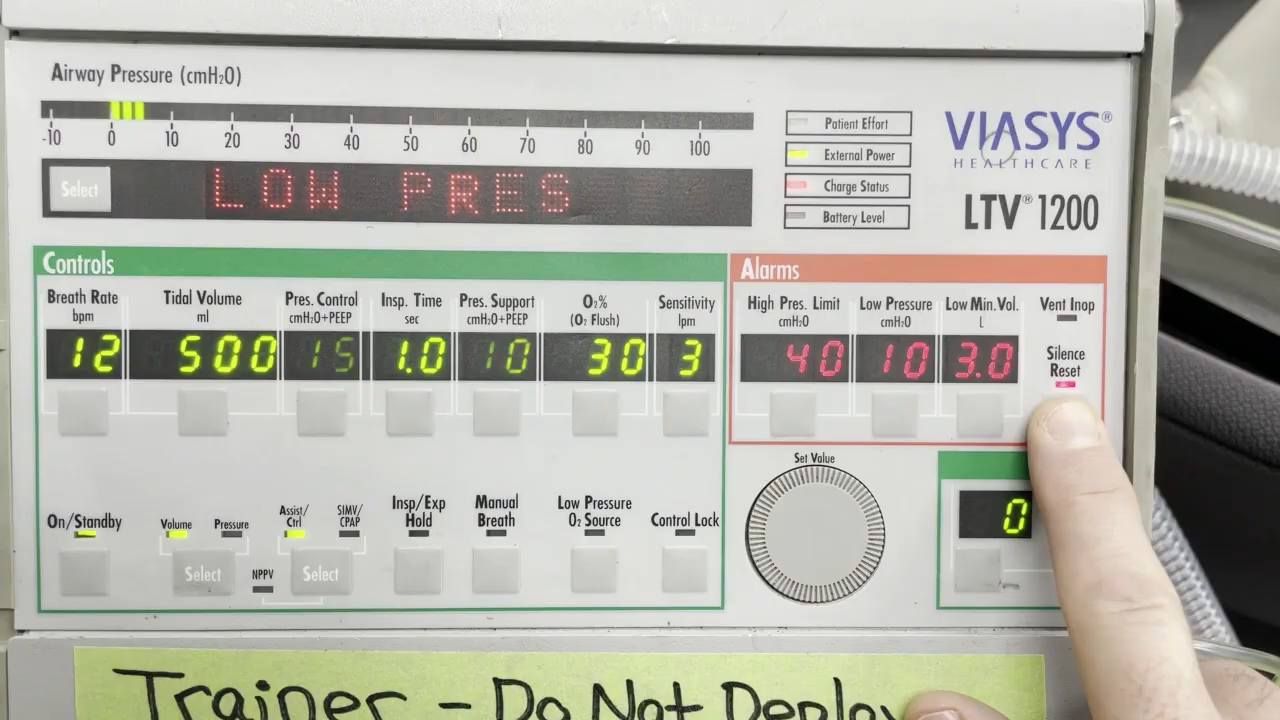 Airway Pressure (cmH₂O)
-10 0 10 20 30 40 50 60 70 80 90 100
Select
LOW PRES
Patient Effort
External Power
Charge Status
Battery Level
VIASYS®
HEALTHCARE
LTV® 1200
Controls
Breath Rate
bpm
Tidal Volume
ml
Pres. Control
cmH₂O+PEEP
Insp. Time
sec
Pres. Support
cmH₂O+PEEP
O₂%
(O₂ Flush)
Sensitivity
lpm
12 500 15 1.0 10 30 3
Alarms
High Pres. Limit
cmH₂O
Low Pressure
cmH₂O
Low Min.Vol.
L
Vent Inop
40 10 3.0
Silence
Reset
On/Standby
Volume
Pressure
Select
NPPV
Assist/
Ctrl
SIMV/
CPAP
Select
Insp/Exp
Hold
Manual
Breath
Low Pressure
O₂ Source
Control Lock
Set Value
0
Trainer - Do Not Deploy